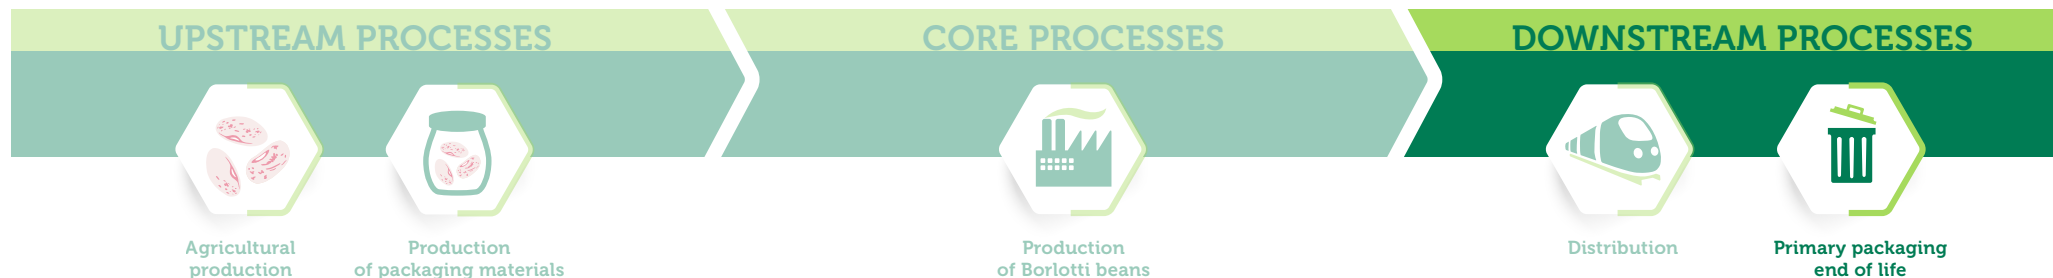 UPSTREAM PROCESSES
CORE PROCESSES
DOWNSTREAM PROCESSES
Agricultural
production
Production
of packaging materials
Production
of Borlotti beans
Distribution
Primary packaging
end of life